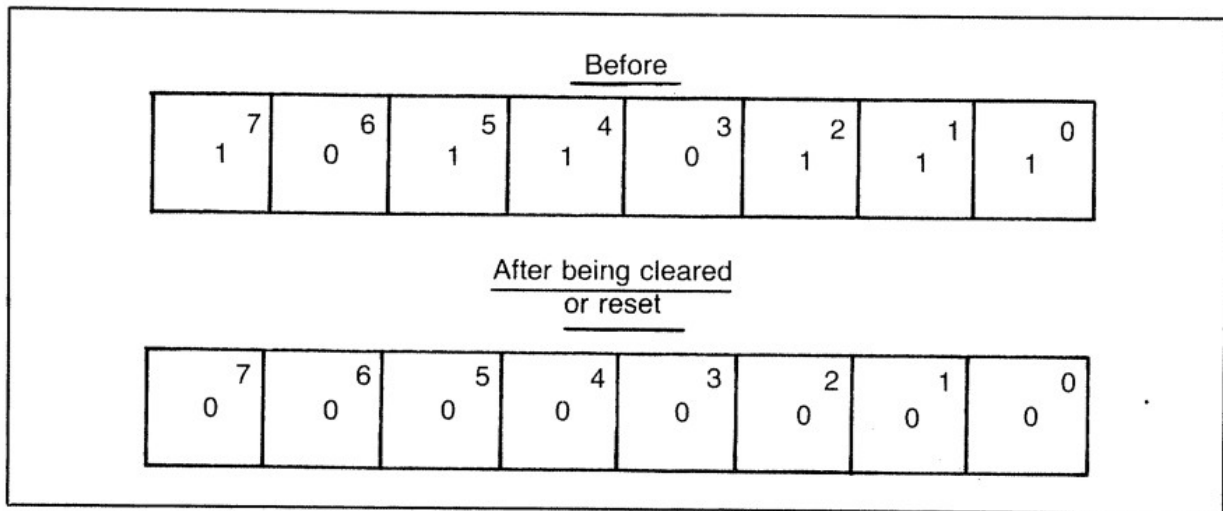 Before
7 6 5 4 3 2 1 0
1 0 1 1 0 1 1 1
After being cleared
or reset
7 6 5 4 3 2 1 0
0 0 0 0 0 0 0 0